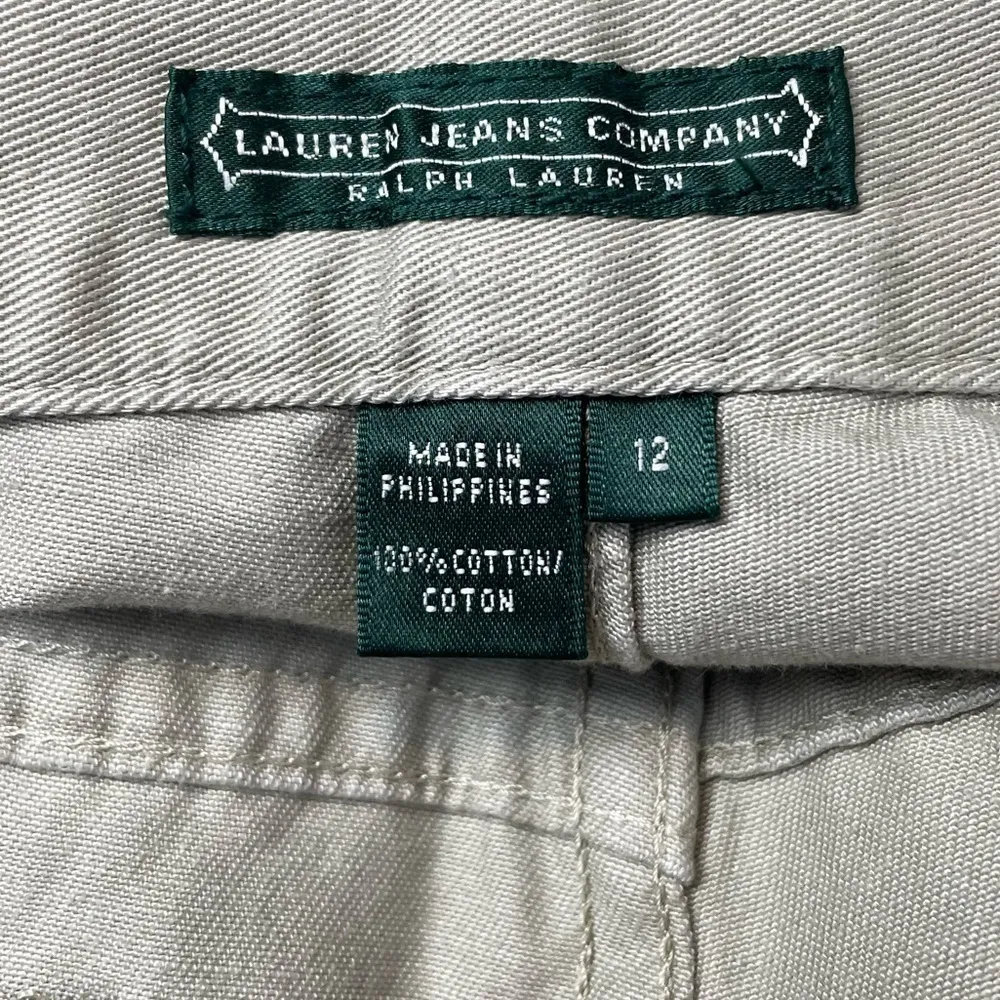 LAUREN JEANS COMPANY
RALPH LAUREN
MADE IN
PHILIPPINES
100% COTTON/
COTON
12